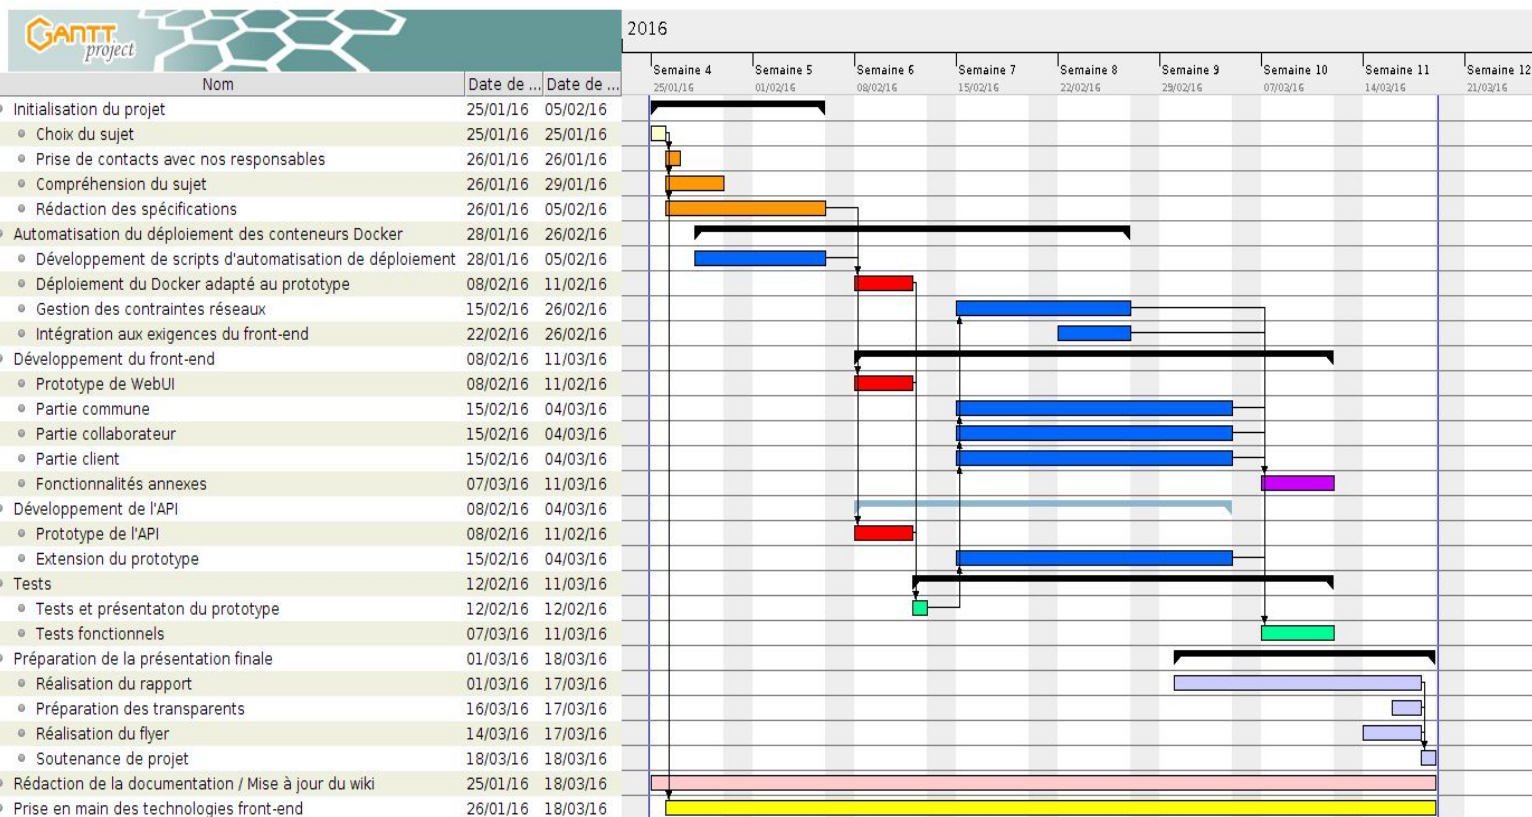 GANTT
project
2016
Semaine 4 Semaine 5 Semaine 6 Semaine 7 Semaine 8 Semaine 9 Semaine 10 Semaine 11 Semaine 12
25/01/16 01/02/16 08/02/16 15/02/16 22/02/16 29/02/16 07/03/16 14/03/16 21/03/16
Nom Date de ... Date de ...
Initialisation du projet 25/01/16 05/02/16
Choix du sujet 25/01/16 25/01/16
Prise de contacts avec nos responsables 26/01/16 26/01/16
Compréhension du sujet 26/01/16 29/01/16
Rédaction des spécifications 26/01/16 05/02/16
Automatisation du déploiement des conteneurs Docker 28/01/16 26/02/16
Développement de scripts d'automatisation de déploiement 28/01/16 05/02/16
Déploiement du Docker adapté au prototype 08/02/16 11/02/16
Gestion des contraintes réseaux 15/02/16 26/02/16
Intégration aux exigences du front-end 22/02/16 26/02/16
Développement du front-end 08/02/16 11/03/16
Prototype de WebUI 08/02/16 11/02/16
Partie commune 15/02/16 04/03/16
Partie collaborateur 15/02/16 04/03/16
Partie client 15/02/16 04/03/16
Fonctionnalités annexes 07/03/16 11/03/16
Développement de l'API 08/02/16 04/03/16
Prototype de l'API 08/02/16 11/02/16
Extension du prototype 15/02/16 04/03/16
Tests 12/02/16 11/03/16
Tests et présentaton du prototype 12/02/16 12/02/16
Tests fonctionnels 07/03/16 11/03/16
Préparation de la présentation finale 01/03/16 18/03/16
Réalisation du rapport 01/03/16 17/03/16
Préparation des transparents 16/03/16 17/03/16
Réalisation du flyer 14/03/16 17/03/16
Soutenance de projet 18/03/16 18/03/16
Rédaction de la documentation / Mise à jour du wiki 25/01/16 18/03/16
Prise en main des technologies front-end 26/01/16 18/03/16